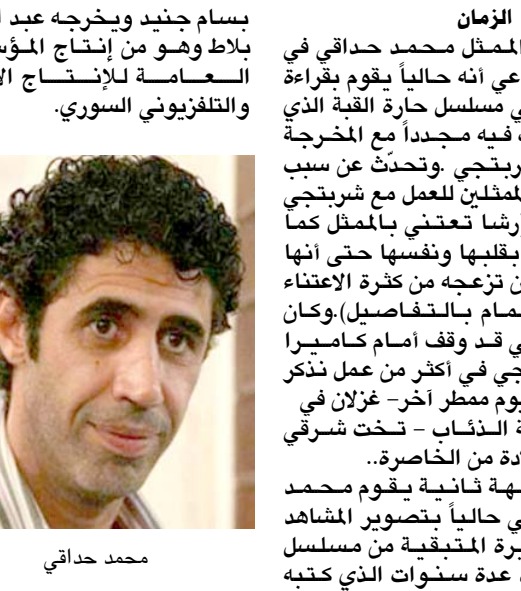 الزمان
الممثل محمد حداقي في
عي أنه حالياً يقوم بقراءة
ي مسلسل حارة القبة الذي
فيه مجدداً مع المخرجة
ربتجي .وتحدّث عن سبب
لممثلين للعمل مع شربتجي
رشا تعتني بالممثل كما
بقلبها ونفسها حتى أنها
ن تزعجه من كثرة الاعتناء
مام بالتفاصيل).وكان
ي قد وقف أمام كاميرا
جي في أكثر من عمل نذكر
يوم ممطر آخر- غزلان في
ة الذئاب - تخت شرقي
دة من الخاصرة..
هة ثانية يقوم محمد
ي حالياً بتصوير المشاهد
يرة المتبقية من مسلسل
عدة سنوات الذي كتبه
بسام جنيد ويخرجه عبد ا
بلاط وهو من إنتاج المؤس
العامة للإنتاج الإ
والتلفزيوني السوري.
محمد حداقي